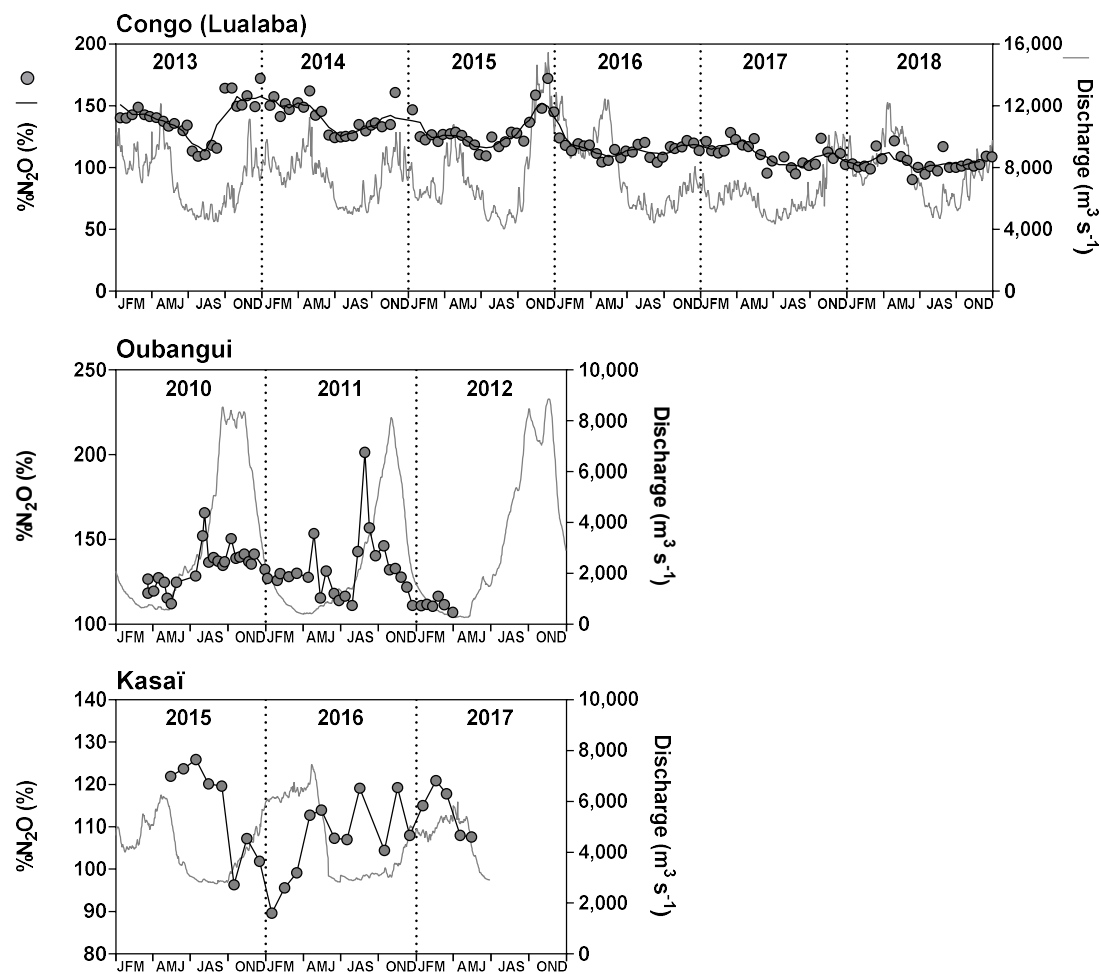 Congo (Lualaba)
200
150
100
50
0
%N₂O (%)
2013 2014 2015 2016 2017 2018
16,000
12,000
8,000
4,000
0
Discharge (m³ s⁻¹)
JFM AMJ JAS OND JFM AMJ JAS OND JFM AMJ JAS OND JFM AMJ JAS OND JFM AMJ JAS OND JFM AMJ JAS OND
Oubangui
250
200
150
100
%N₂O (%)
2010 2011 2012
10,000
8,000
6,000
4,000
2,000
0
Discharge (m³ s⁻¹)
JFM AMJ JAS OND JFM AMJ JAS OND JFM AMJ JAS OND
Kasaï
140
130
120
110
100
90
80
%N₂O (%)
2015 2016 2017
10,000
8,000
6,000
4,000
2,000
0
Discharge (m³ s⁻¹)
JFM AMJ JAS OND JFM AMJ JAS OND JFM AMJ JAS OND